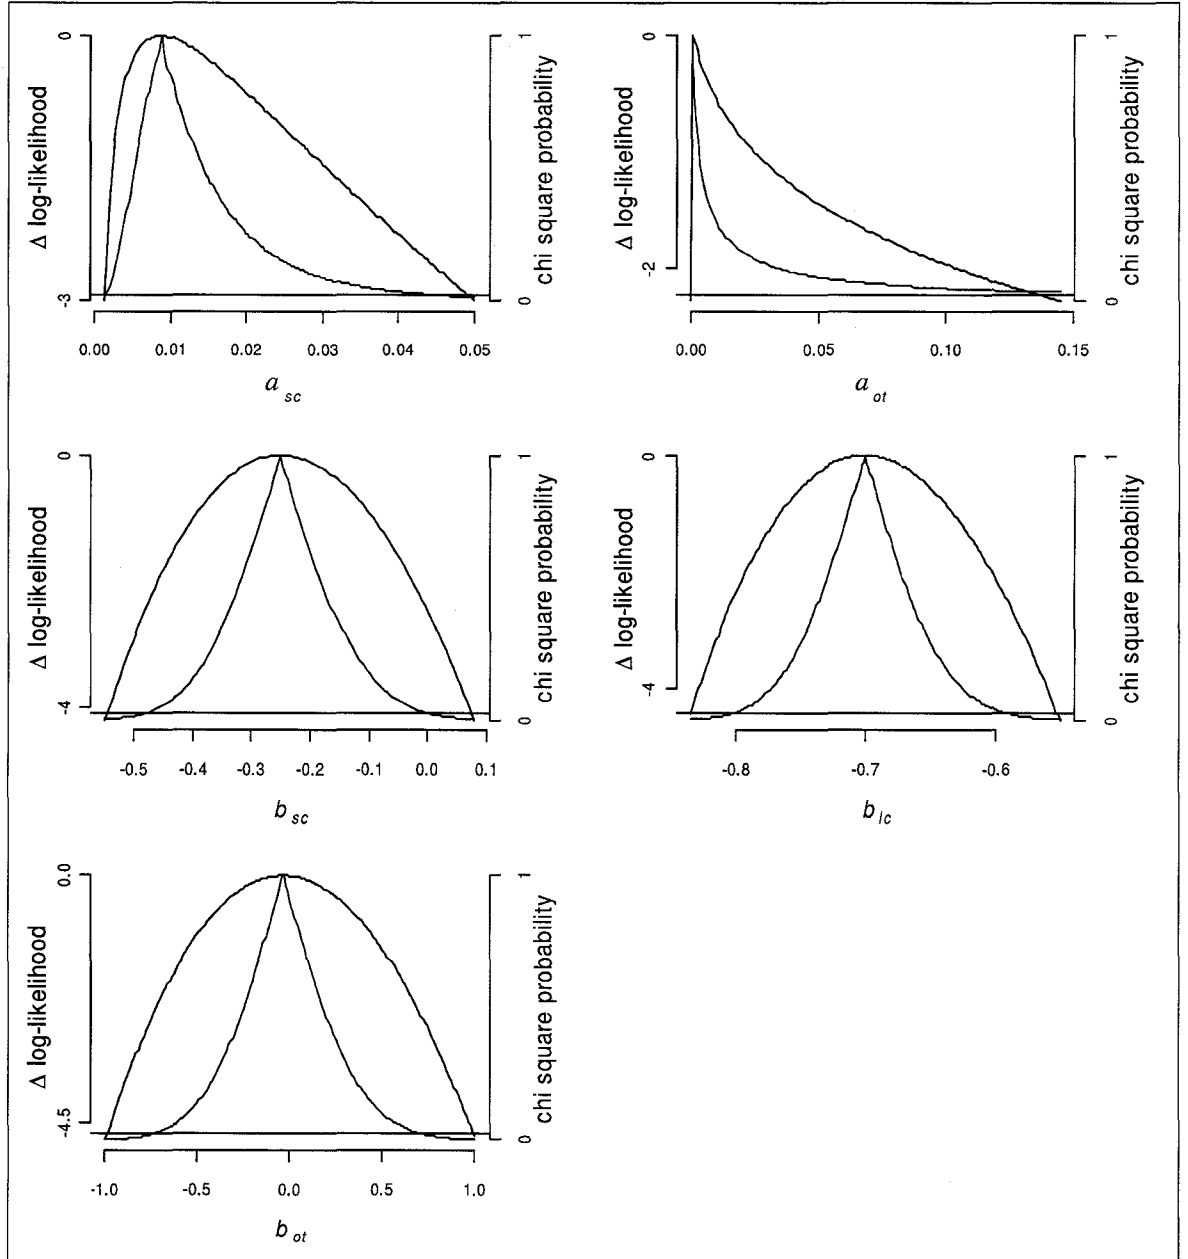 0
-3
Δ log-likelihood
1
0
chi square probability
0.00 0.01 0.02 0.03 0.04 0.05
a sc
0
-2
Δ log-likelihood
1
0
chi square probability
0.00 0.05 0.10 0.15
a ot
0
-4
Δ log-likelihood
1
0
chi square probability
-0.5 -0.4 -0.3 -0.2 -0.1 0.0 0.1
b sc
0
-4
Δ log-likelihood
1
0
chi square probability
-0.8 -0.7 -0.6
b lc
0.0
-4.5
Δ log-likelihood
1
0
chi square probability
-1.0 -0.5 0.0 0.5 1.0
b ot